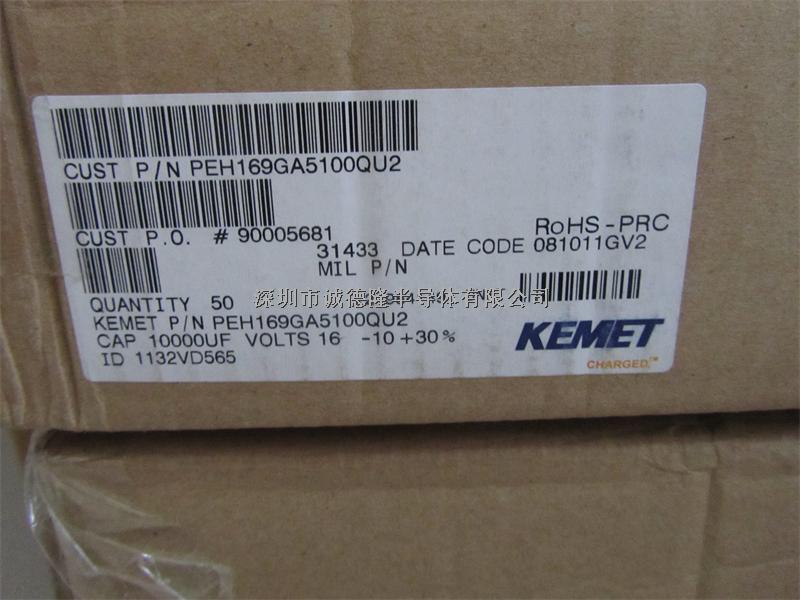 CUST P/N PEH169GA5100QU2
CUST P.O. # 90005681
RoHS-PRC
31433 DATE CODE 081011GV2
MIL P/N
QUANTITY 50
深圳市诚德隆半导体有限公司
KEMET P/N PEH169GA5100QU2
CAP 10000UF VOLTS 16 -10 +30%
ID 1132VD565
KEMET
CHARGED.™